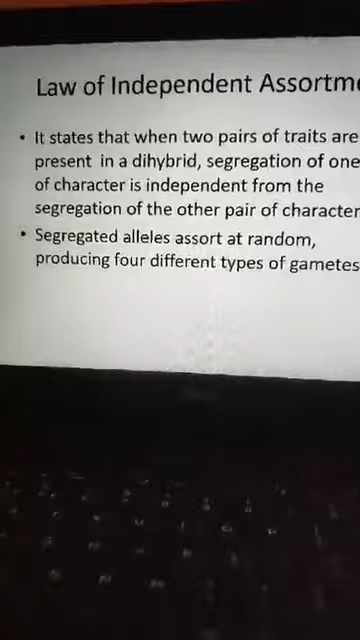 Law of Independent Assortme
• It states that when two pairs of traits are
present in a dihybrid, segregation of one
of character is independent from the
segregation of the other pair of character
• Segregated alleles assort at random,
producing four different types of gametes